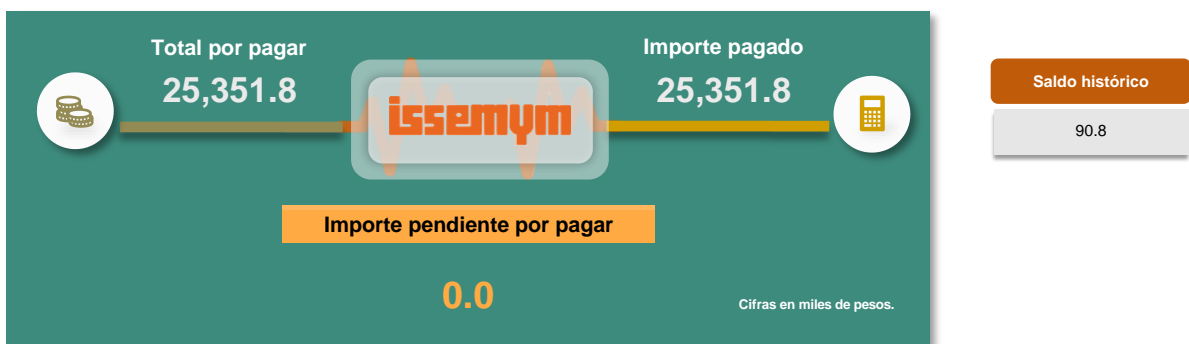 Total por pagar
25,351.8
issemym
Importe pagado
25,351.8
Importe pendiente por pagar
0.0
Cifras en miles de pesos.
Saldo histórico
90.8